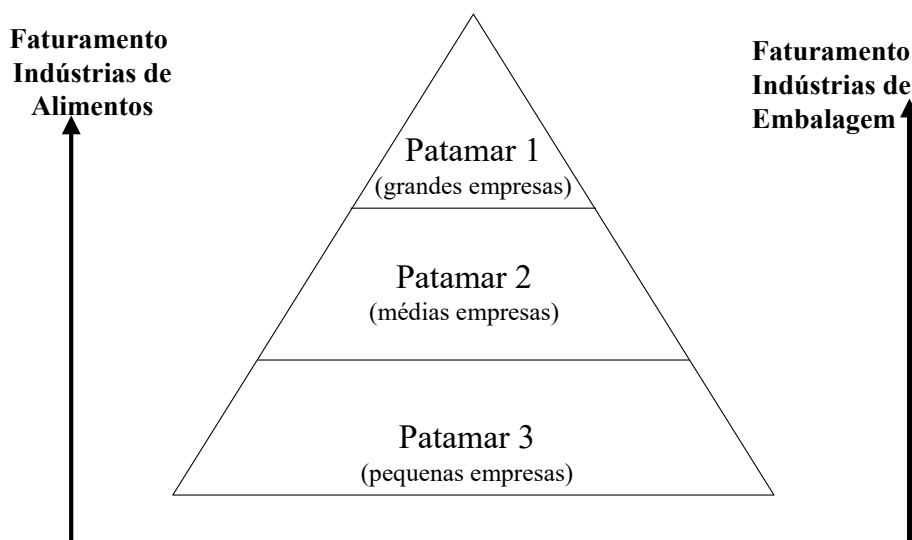 Faturamento
Indústrias de
Alimentos
Faturamento
Indústrias de
Embalagem
Patamar 1
(grandes empresas)
Patamar 2
(médias empresas)
Patamar 3
(pequenas empresas)